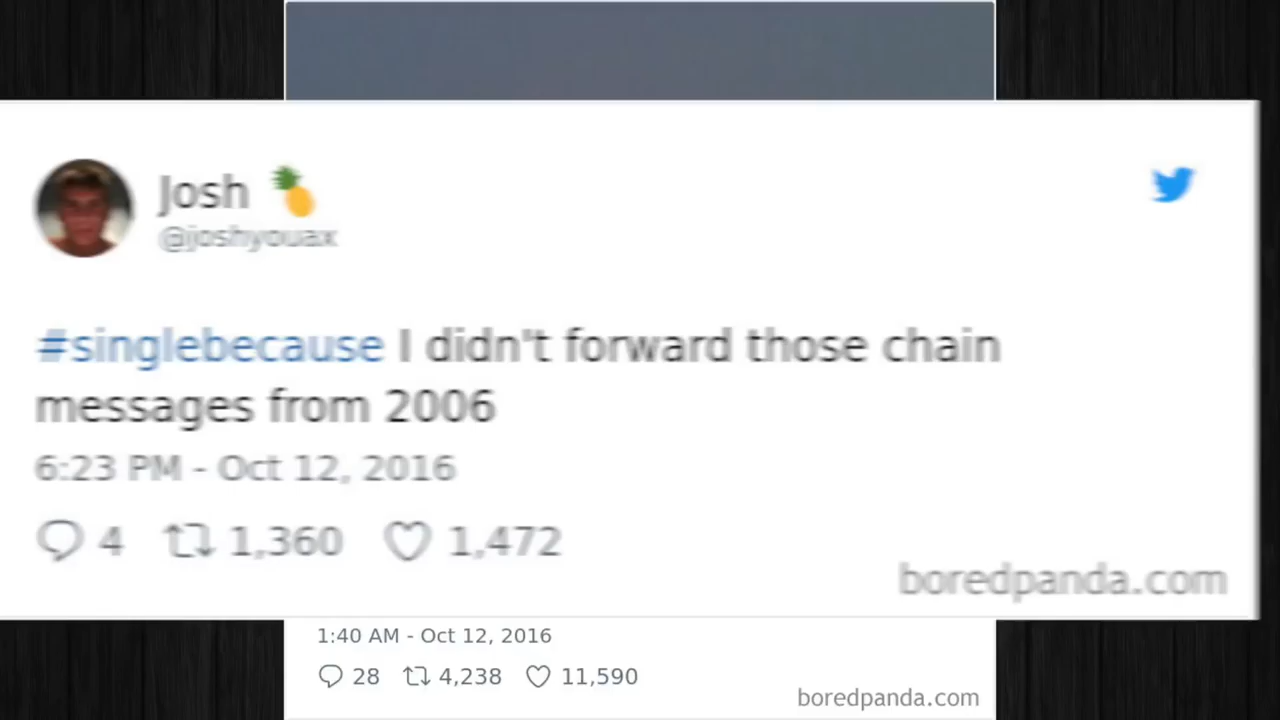 Josh 🍍
@joshyouax
#singlebecause I didn't forward those chain
messages from 2006
6:23 PM - Oct 12, 2016
4 1,360 1,472
boredpanda.com
1:40 AM - Oct 12, 2016
28 4,238 11,590
boredpanda.com